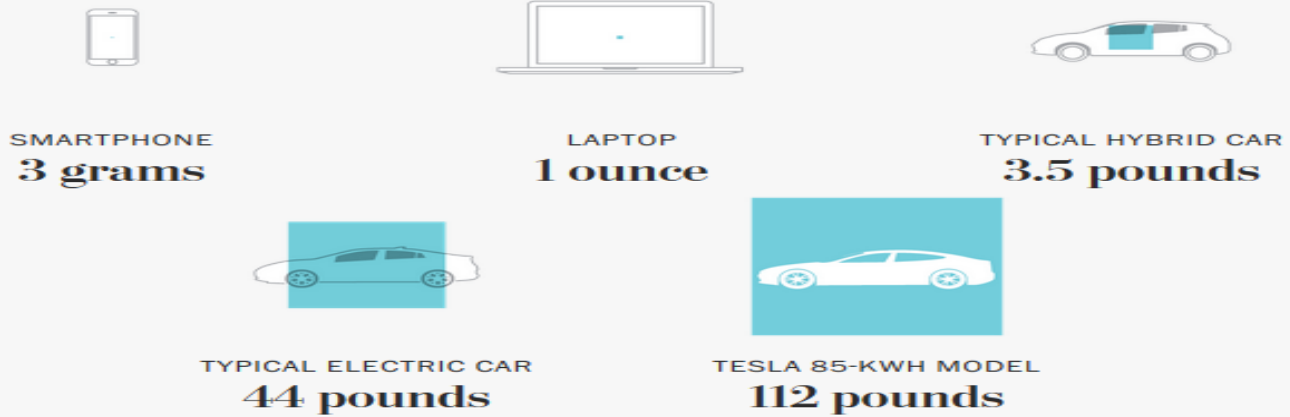 SMARTPHONE
3 grams
LAPTOP
1 ounce
TYPICAL HYBRID CAR
3.5 pounds
TYPICAL ELECTRIC CAR
44 pounds
TESLA 85-KWH MODEL
112 pounds